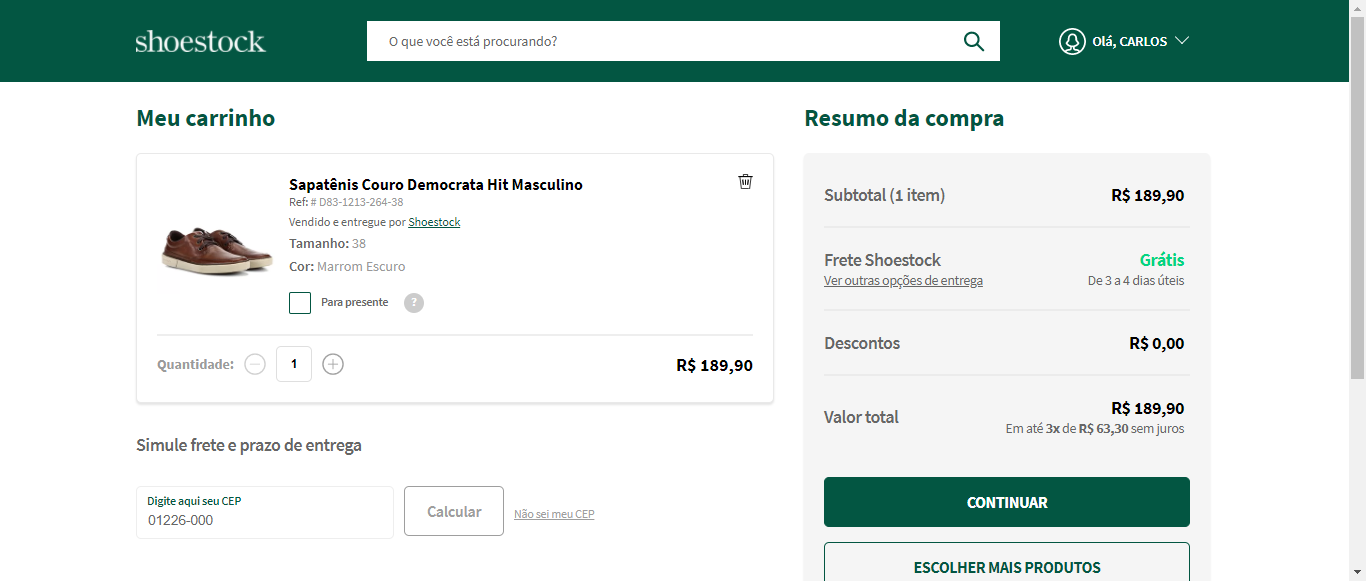 shoestock
O que você está procurando?
Olá, CARLOS
Meu carrinho
Sapatênis Couro Democrata Hit Masculino
Ref: # D83-1213-264-38
Vendido e entregue por Shoestock
Tamanho: 38
Cor: Marrom Escuro
Para presente ?
Quantidade: 1 R$ 189,90
Simule frete e prazo de entrega
Digite aqui seu CEP
01226-000
Calcular
Não sei meu CEP
Resumo da compra
Subtotal (1 item) R$ 189,90
Frete Shoestock Grátis
Ver outras opções de entrega De 3 a 4 dias úteis
Descontos R$ 0,00
Valor total R$ 189,90
Em até 3x de R$ 63,30 sem juros
CONTINUAR
ESCOLHER MAIS PRODUTOS